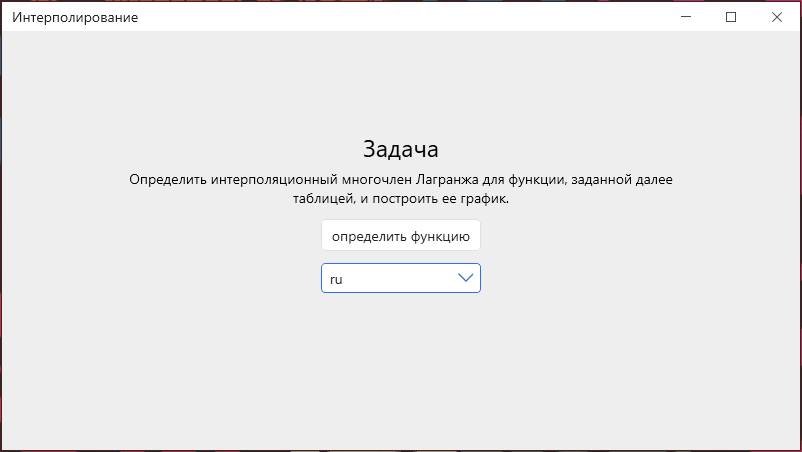 Интерполирование
Задача
Определить интерполяционный многочлен Лагранжа для функции, заданной далее
таблицей, и построить ее график.
определить функцию
ru